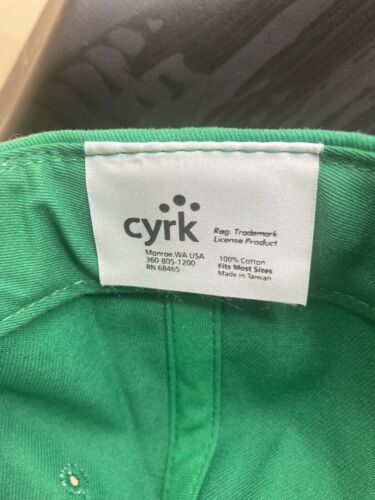 cyrk
Reg. Trademark
License Product
Monroe, WA USA
360-805-1200
RN 68465
100% Cotton
Fits Most Sizes
Made in Taiwan